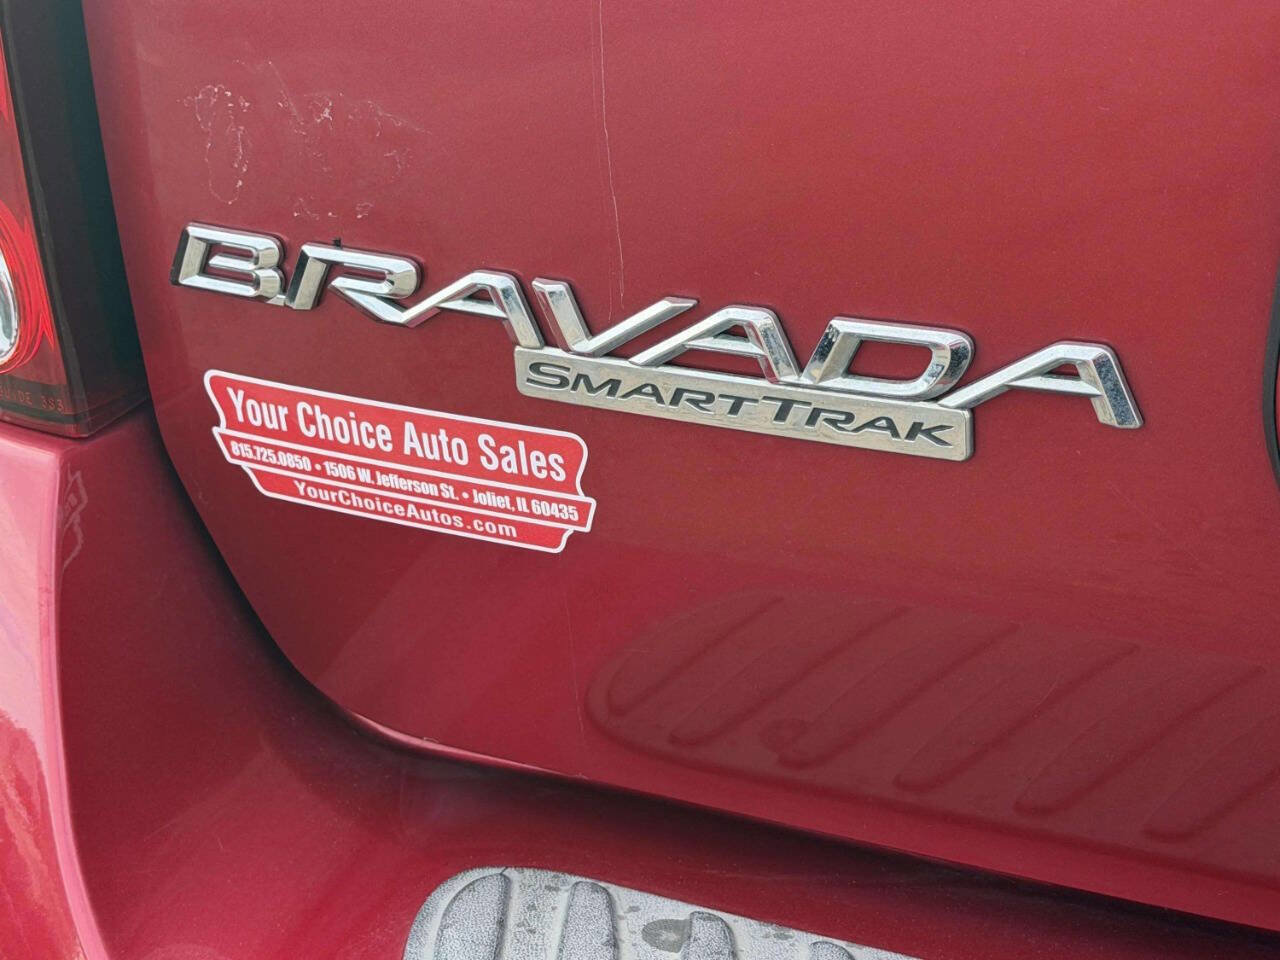 BRAVADA
SMARTTRAK
Your Choice Auto Sales
815.725.0850 • 1506 W. Jefferson St. • Joliet, IL 60435
YourChoiceAutos.com